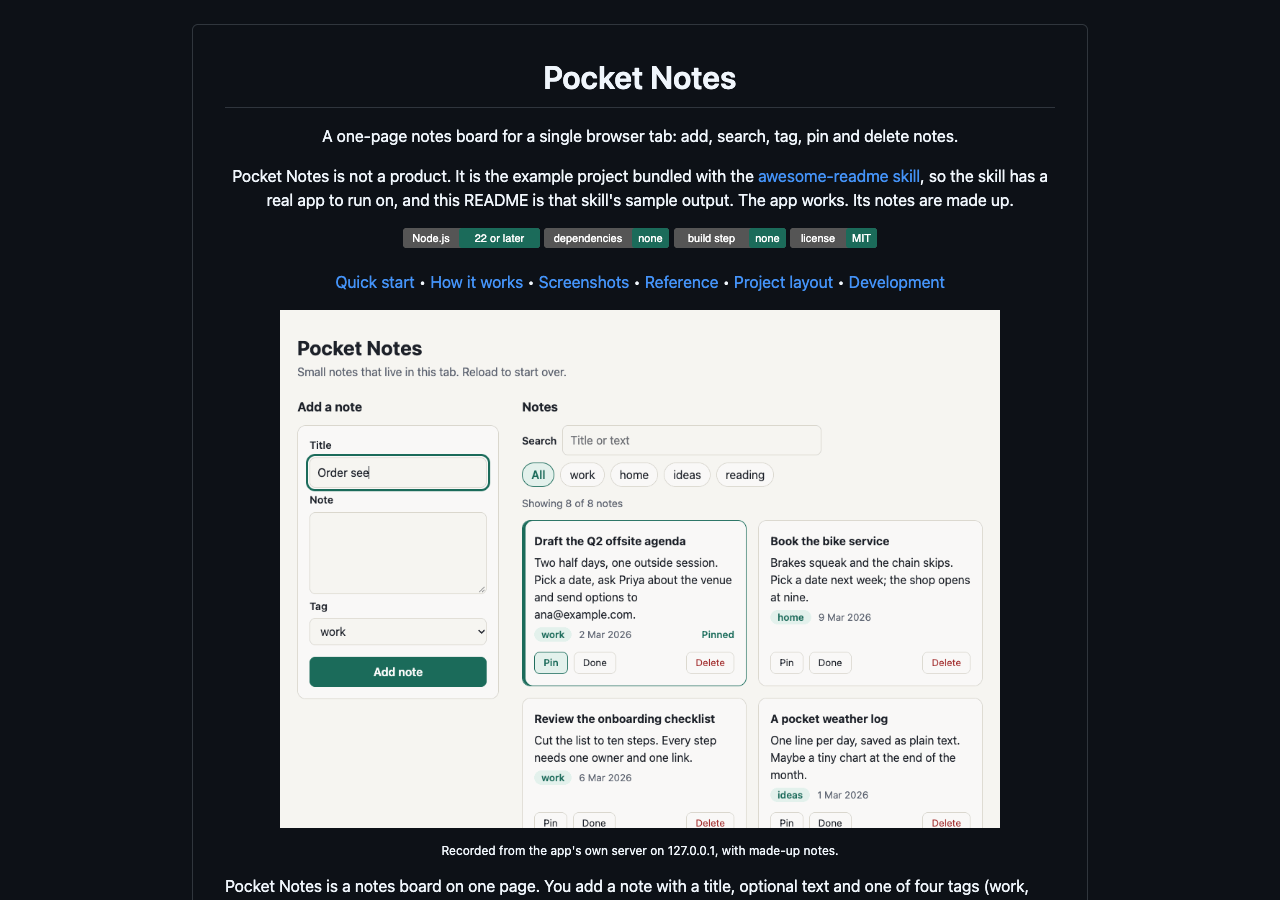 Pocket Notes
A one-page notes board for a single browser tab: add, search, tag, pin and delete notes.
Pocket Notes is not a product. It is the example project bundled with the awesome-readme skill, so the skill has a
real app to run on, and this README is that skill's sample output. The app works. Its notes are made up.
Node.js 22 or later dependencies none build step none license MIT
Quick start • How it works • Screenshots • Reference • Project layout • Development
Pocket Notes
Small notes that live in this tab. Reload to start over.
Add a note
Title
Order see
Note
Tag
work
Add note
Notes
Search Title or text
All work home ideas reading
Showing 8 of 8 notes
Draft the Q2 offsite agenda
Two half days, one outside session.
Pick a date, ask Priya about the venue
and send options to
ana@example.com.
work 2 Mar 2026 Pinned
Pin Done Delete
Book the bike service
Brakes squeak and the chain skips.
Pick a date next week; the shop opens
at nine.
home 9 Mar 2026
Pin Done Delete
Review the onboarding checklist
Cut the list to ten steps. Every step
needs one owner and one link.
work 6 Mar 2026
Pin Done Delete
A pocket weather log
One line per day, saved as plain text.
Maybe a tiny chart at the end of the
month.
ideas 1 Mar 2026
Pin Done Delete
Recorded from the app's own server on 127.0.0.1, with made-up notes.
Pocket Notes is a notes board on one page. You add a note with a title, optional text and one of four tags (work,